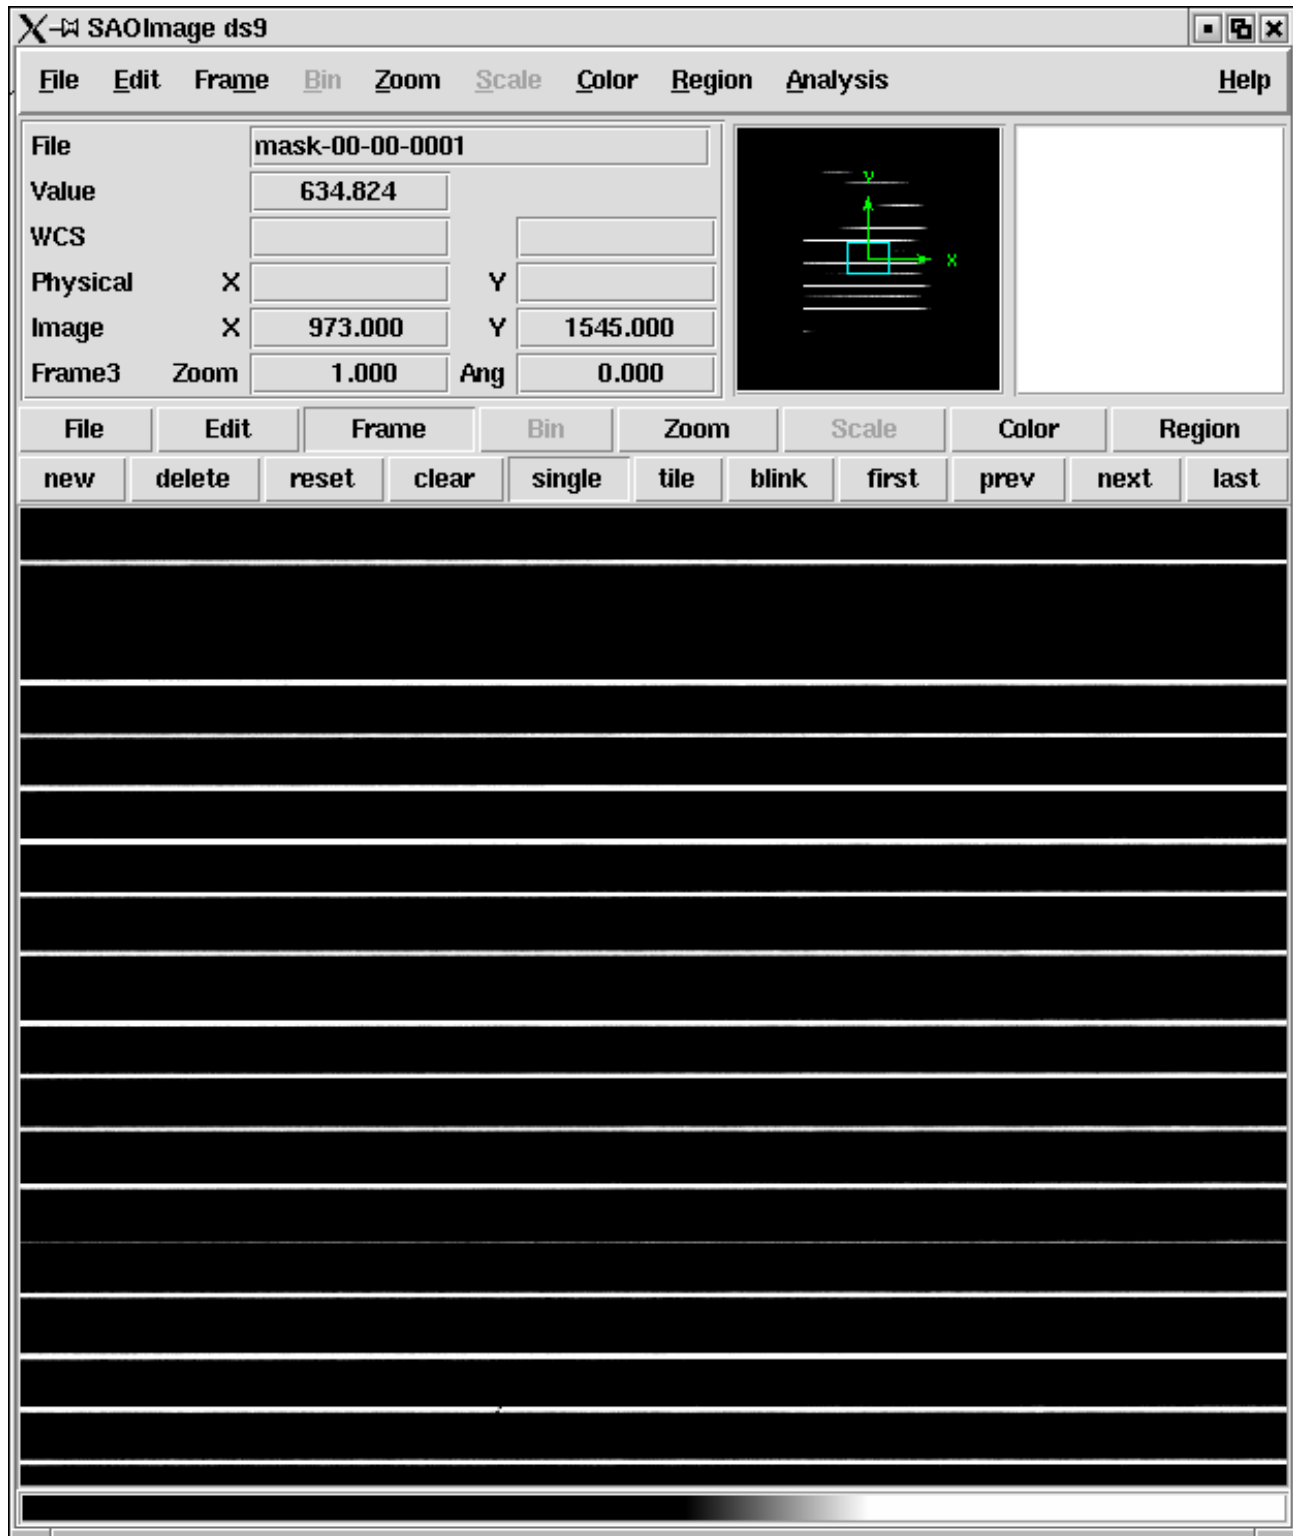 SAOImage ds9
File Edit Frame Bin Zoom Scale Color Region Analysis Help
File mask-00-00-0001
Value 634.824
WCS
Physical X Y
Image X 973.000 Y 1545.000
Frame3 Zoom 1.000 Ang 0.000
Y
X
File Edit Frame Bin Zoom Scale Color Region
new delete reset clear single tile blink first prev next last